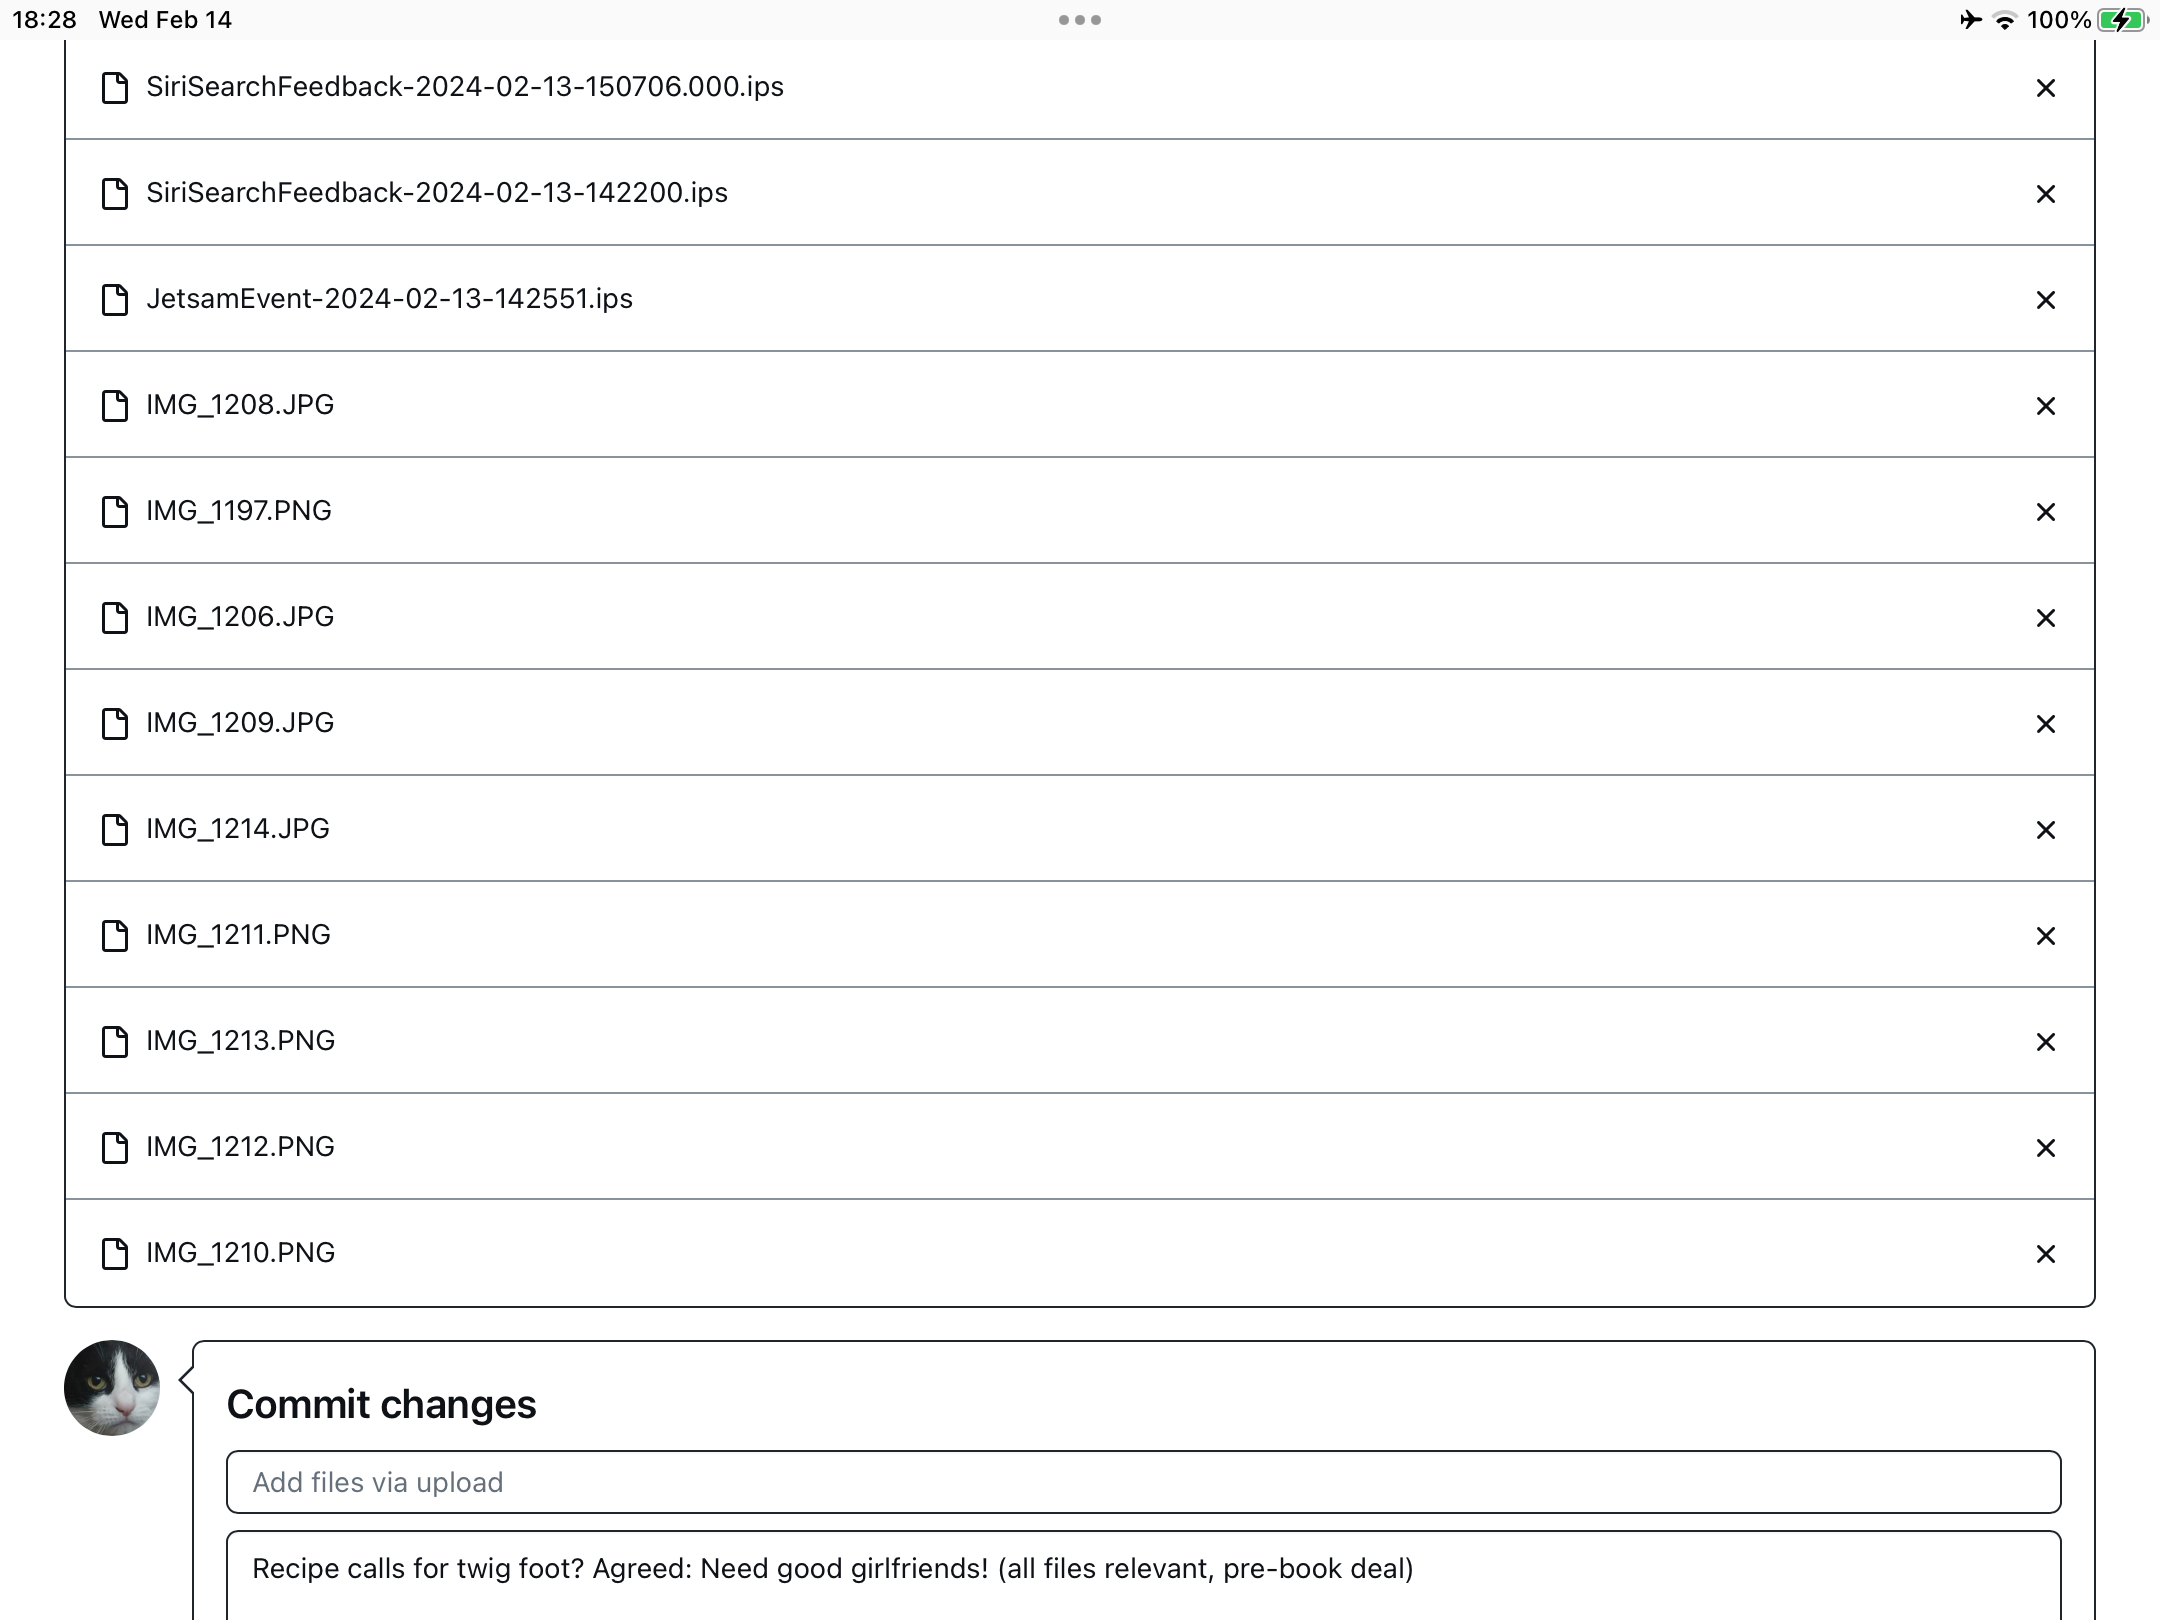 18:28 Wed Feb 14 100%
SiriSearchFeedback-2024-02-13-150706.000.ips
SiriSearchFeedback-2024-02-13-142200.ips
JetsamEvent-2024-02-13-142551.ips
IMG_1208.JPG
IMG_1197.PNG
IMG_1206.JPG
IMG_1209.JPG
IMG_1214.JPG
IMG_1211.PNG
IMG_1213.PNG
IMG_1212.PNG
IMG_1210.PNG
Commit changes
Add files via upload
Recipe calls for twig foot? Agreed: Need good girlfriends! (all files relevant, pre-book deal)